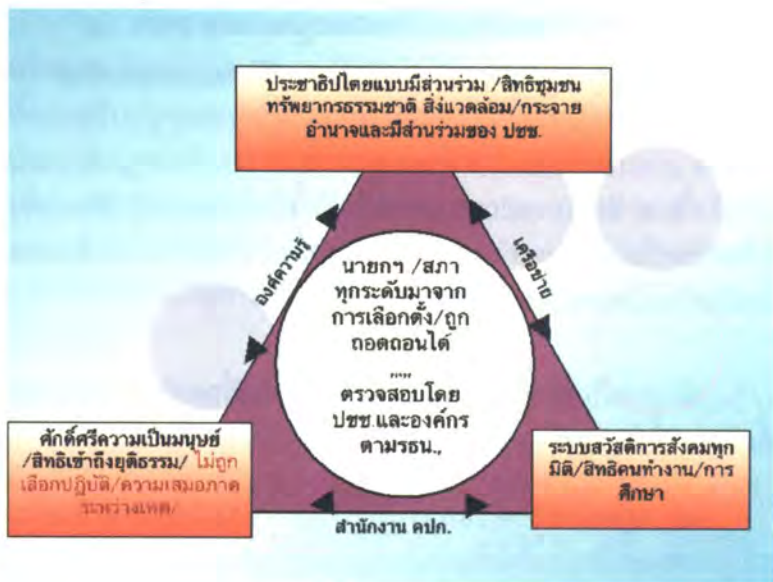 ประชาธิปไตยแบบมีส่วนร่วม /สิทธิชุมชน
ทรัพยากรธรรมชาติ สิ่งแวดล้อม/กระจาย
อำนาจและมีส่วนร่วมของ ปชช.
องค์ความรู้
เครือข่าย
นายกฯ /สภา
ทุกระดับมาจาก
การเลือกตั้ง/ถูก
ถอดถอนได้
,,,,,
ตรวจสอบโดย
ปชช.และองค์กร
ตามรธน.,
ศักดิ์ศรีความเป็นมนุษย์
/สิทธิเข้าถึงยุติธรรม/ ไม่ถูก
เลือกปฏิบัติ/ความเสมอภาค
ระหว่างเพศ/
ระบบสวัสดิการสังคมทุก
มิติ/สิทธิคนทำงาน/การ
ศึกษา
สำนักงาน คปก.